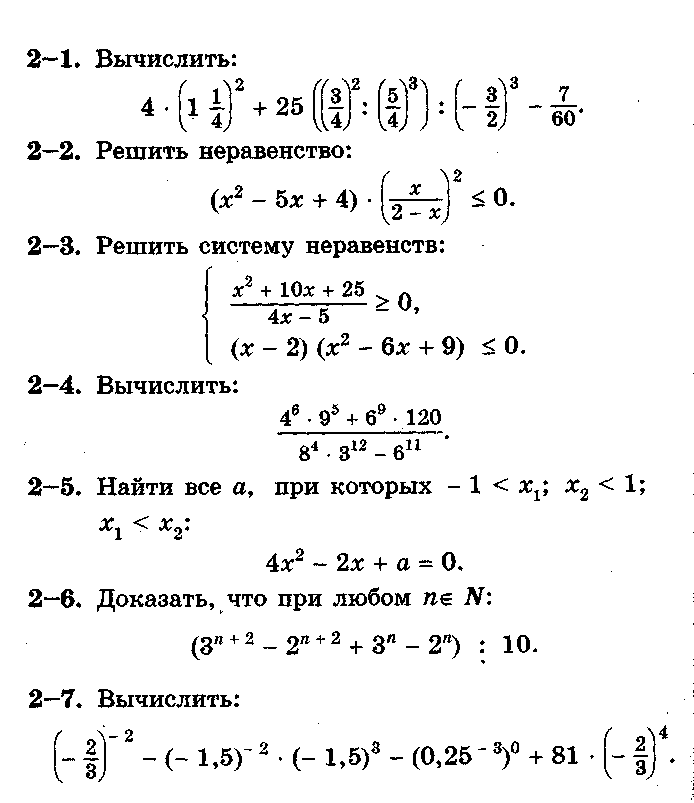 2–1. Вычислить:
4 · (1 1/4)² + 25 ((3/4)² : (5/4)³) : (– 3/2)³ – 7/60.
2–2. Решить неравенство:
(x² – 5x + 4) · (x/(2 – x))² ≤ 0.
2–3. Решить систему неравенств:
{ (x² + 10x + 25)/(4x – 5) ≥ 0,
(x – 2) (x² – 6x + 9) ≤ 0.
2–4. Вычислить:
(4⁶ · 9⁵ + 6⁹ · 120)/(8⁴ · 3¹² – 6¹¹).
2–5. Найти все a, при которых – 1 < x₁; x₂ < 1;
x₁ < x₂:
4x² – 2x + a = 0.
2–6. Доказать, что при любом n ∈ N:
(3ⁿ ⁺ ² – 2ⁿ ⁺ ² + 3ⁿ – 2ⁿ) ⋮ 10.
2–7. Вычислить:
(– 2/3)⁻ ² – (– 1,5)⁻ ² · (– 1,5)³ – (0,25⁻ ³)⁰ + 81 · (– 2/3)⁴.